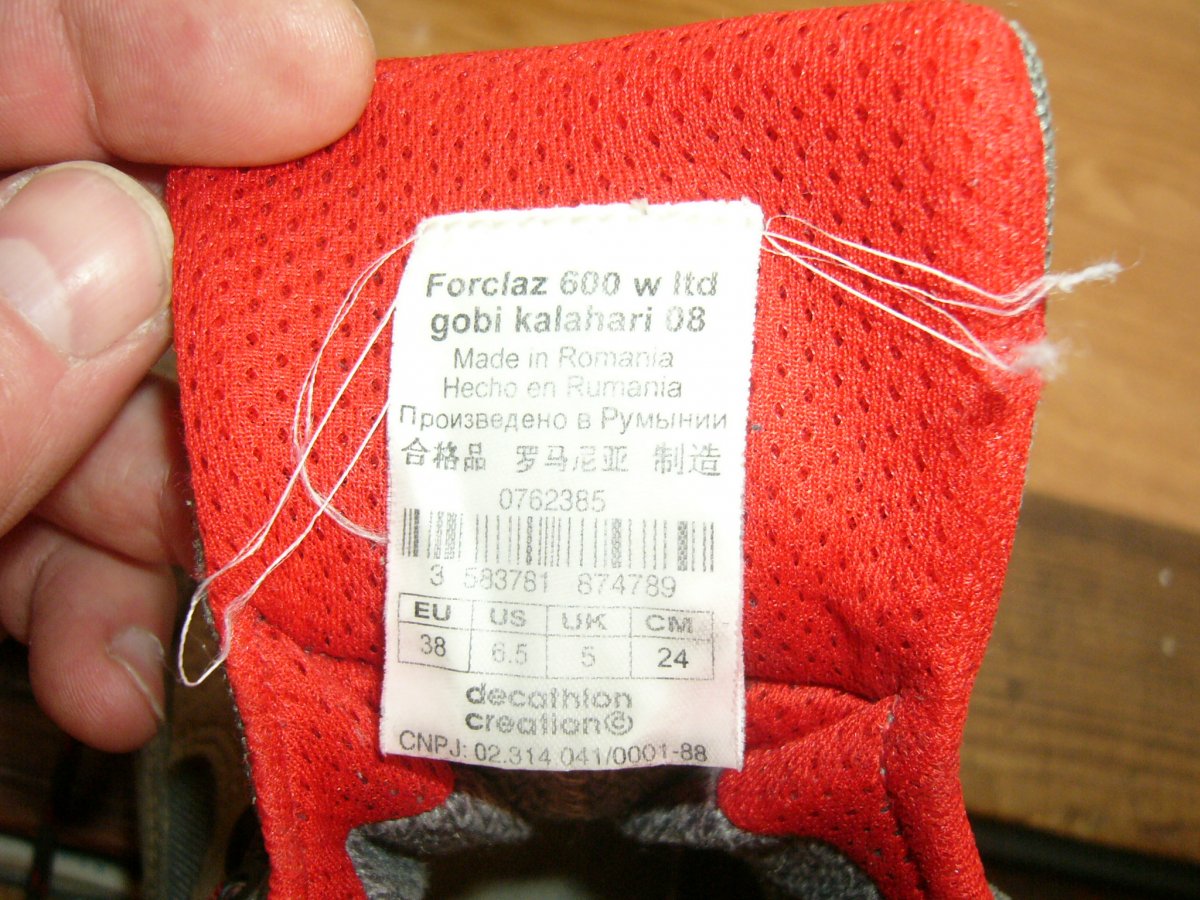 Forclaz 600 w ltd
gobi kalahari 08
Made in Romania
Hecho en Rumania
Произведено в Румынии
合格品 罗马尼亚 制造
0762385
3 583781 874789
EU US UK CM
38 6.5 5 24
decathlon
creation©
CNPJ: 02.314.041/0001-88